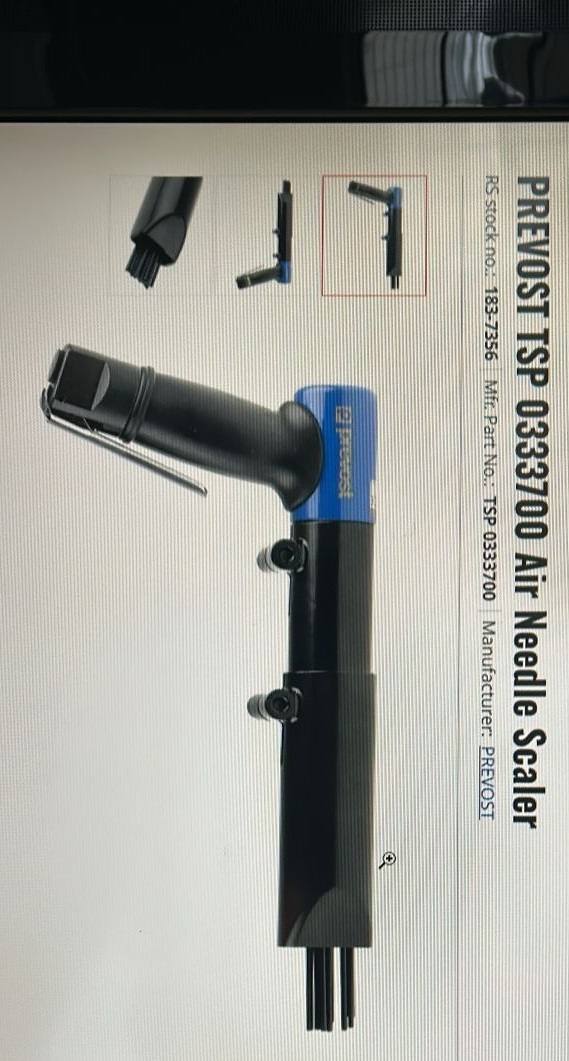 PREVOST TSP 0333700 Air Needle Scaler
RS stock no.: 183-7356 | Mfr. Part No.: TSP 0333700 | Manufacturer: PREVOST
prevost